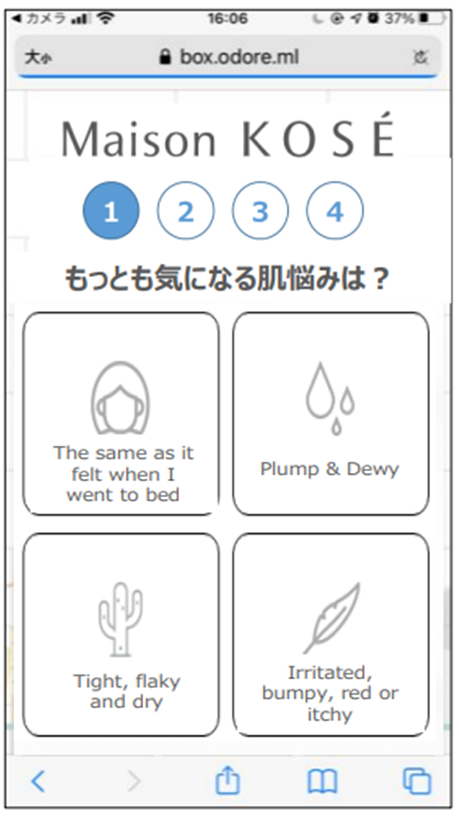 カメラ 16:06 37%
大小 box.odore.ml
Maison KOSÉ
1 2 3 4
もっとも気になる肌悩みは？
The same as it
felt when I
went to bed
Plump & Dewy
Tight, flaky
and dry
Irritated,
bumpy, red or
itchy